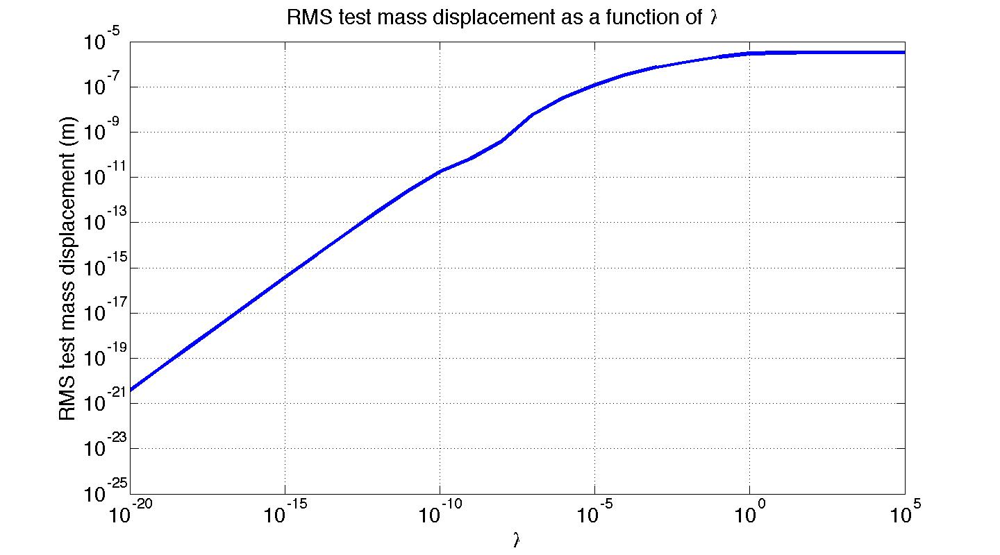 RMS test mass displacement as a function of λ
RMS test mass displacement (m)
10^-5
10^-7
10^-9
10^-11
10^-13
10^-15
10^-17
10^-19
10^-21
10^-23
10^-25
10^-20 10^-15 10^-10 10^-5 10^0 10^5
λ